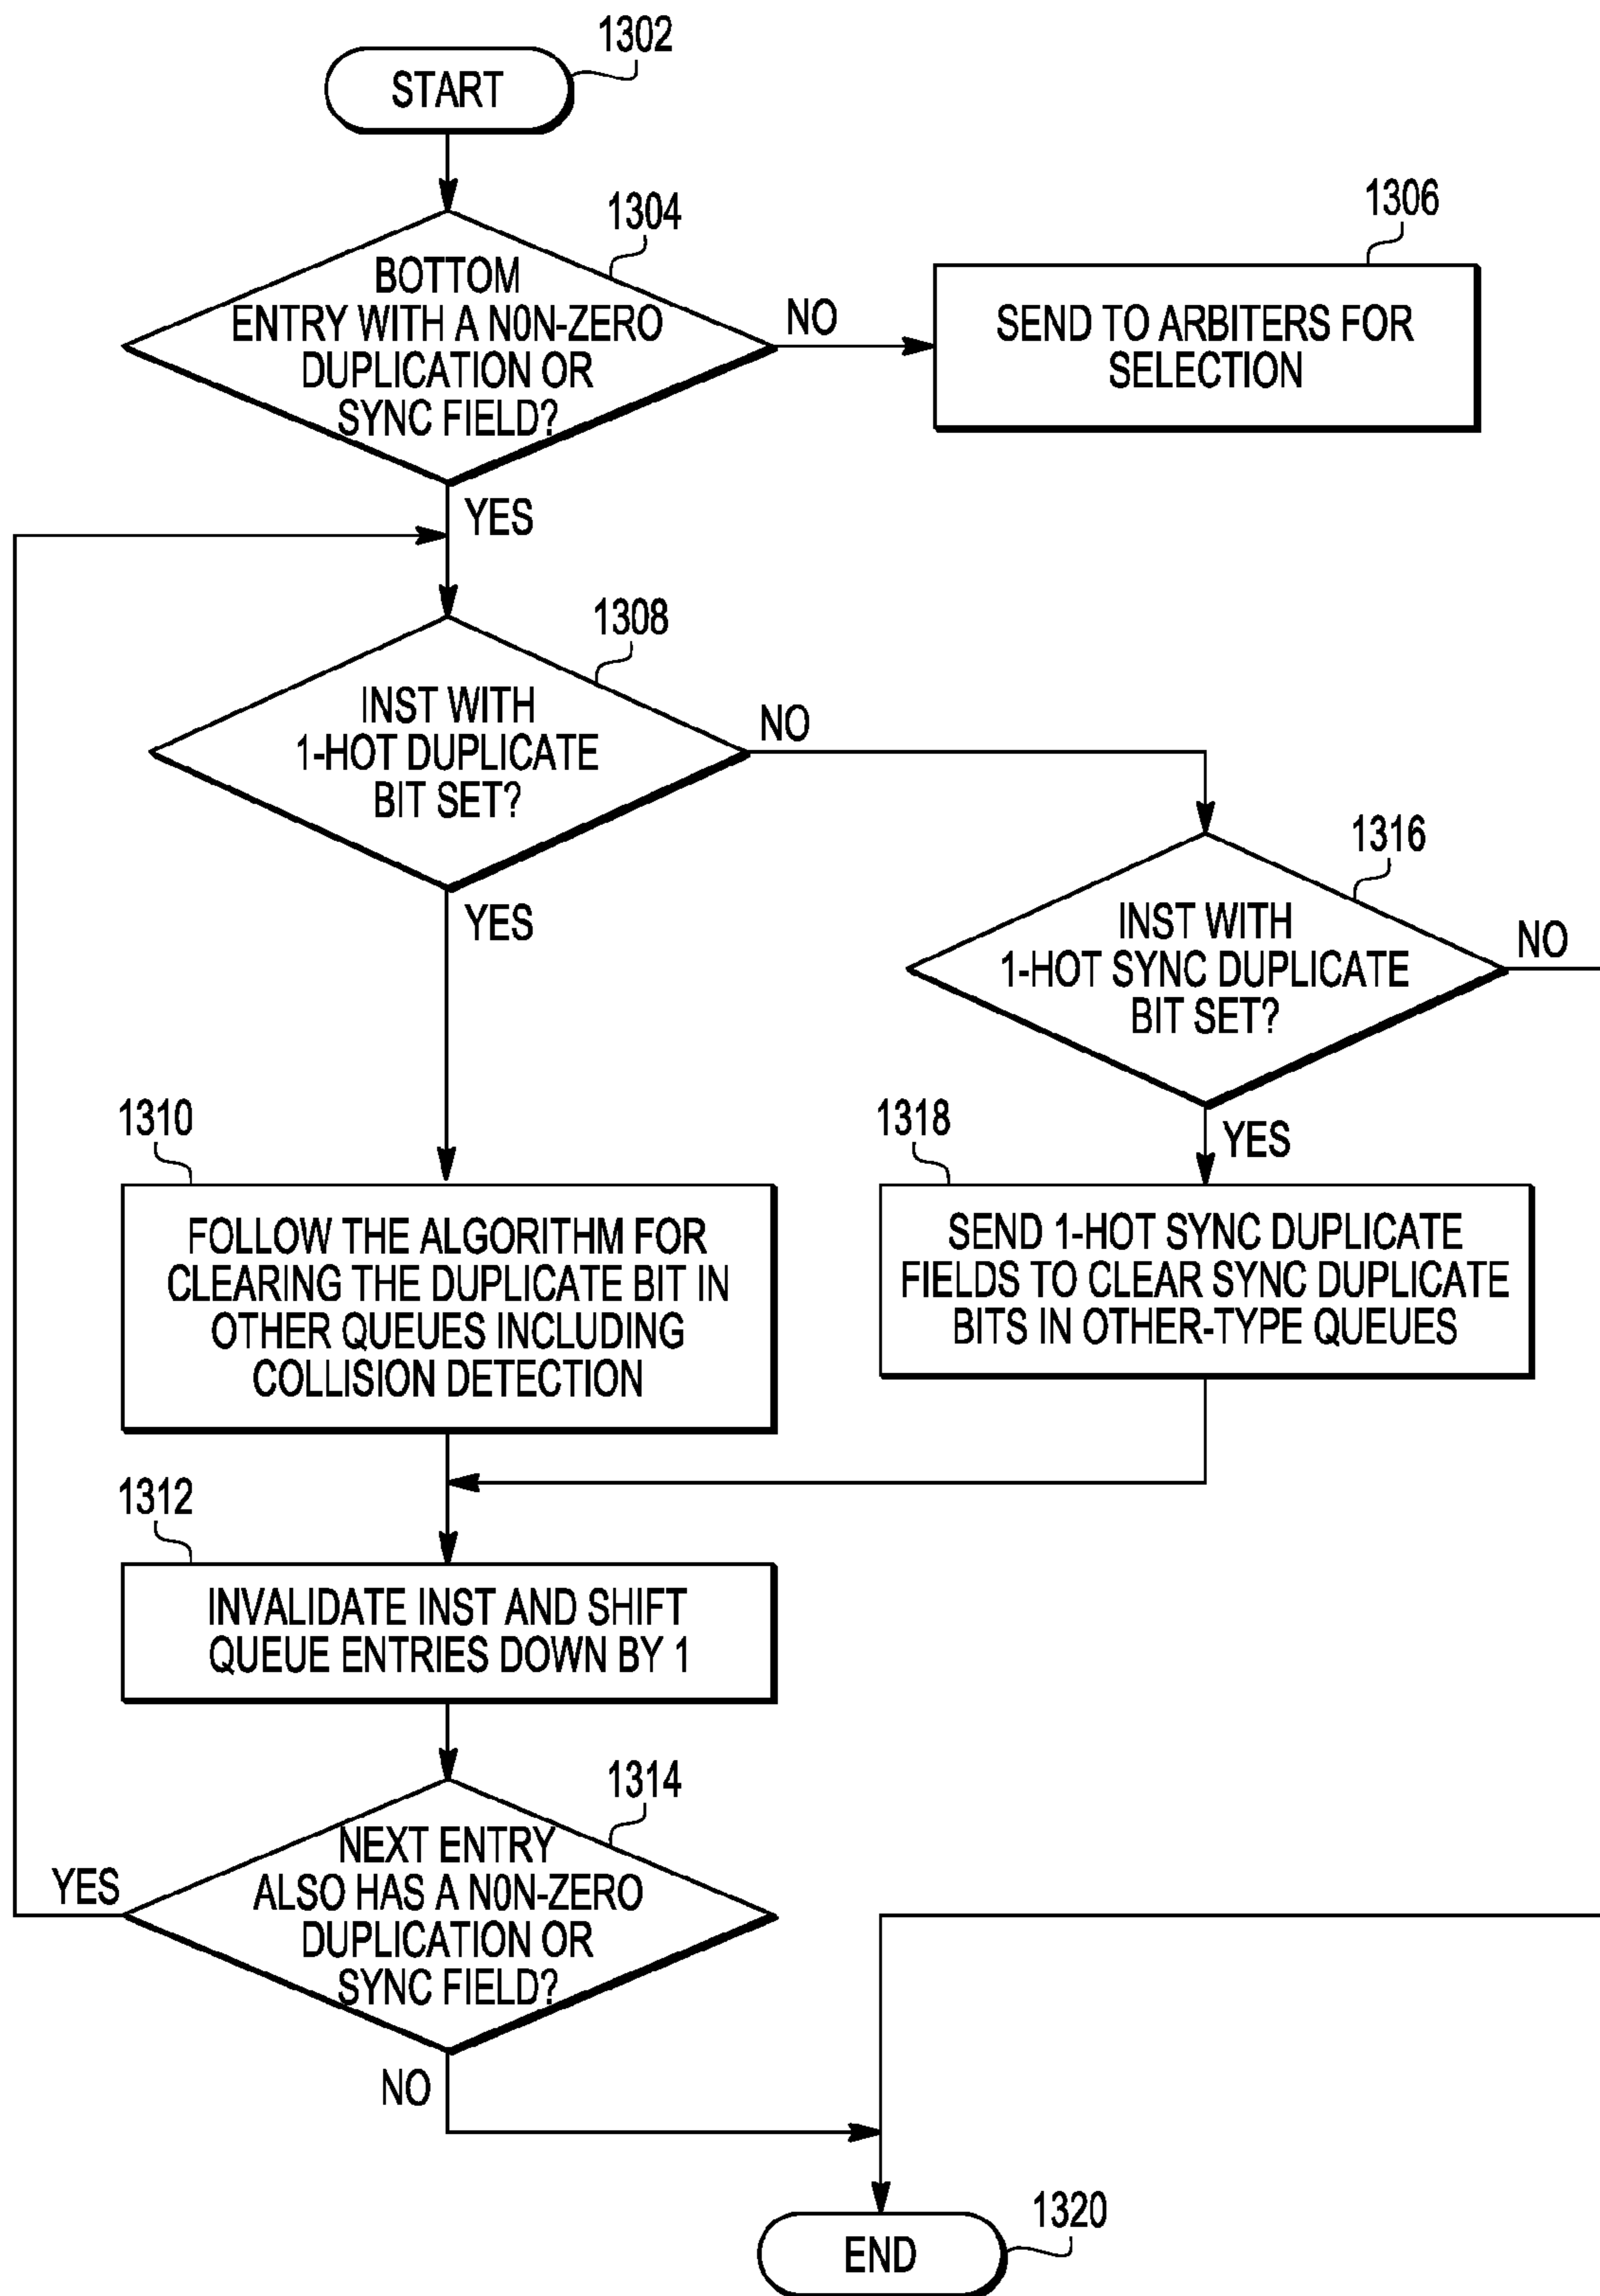 1302
START
1304
BOTTOM
ENTRY WITH A N0N-ZERO
DUPLICATION OR
SYNC FIELD?
NO
1306
SEND TO ARBITERS FOR
SELECTION
YES
1308
INST WITH
1-HOT DUPLICATE
BIT SET?
NO
YES
1316
INST WITH
1-HOT SYNC DUPLICATE
BIT SET?
NO
YES
1310
FOLLOW THE ALGORITHM FOR
CLEARING THE DUPLICATE BIT IN
OTHER QUEUES INCLUDING
COLLISION DETECTION
1318
SEND 1-HOT SYNC DUPLICATE
FIELDS TO CLEAR SYNC DUPLICATE
BITS IN OTHER-TYPE QUEUES
1312
INVALIDATE INST AND SHIFT
QUEUE ENTRIES DOWN BY 1
1314
NEXT ENTRY
ALSO HAS A N0N-ZERO
DUPLICATION OR
SYNC FIELD?
YES
NO
1320
END